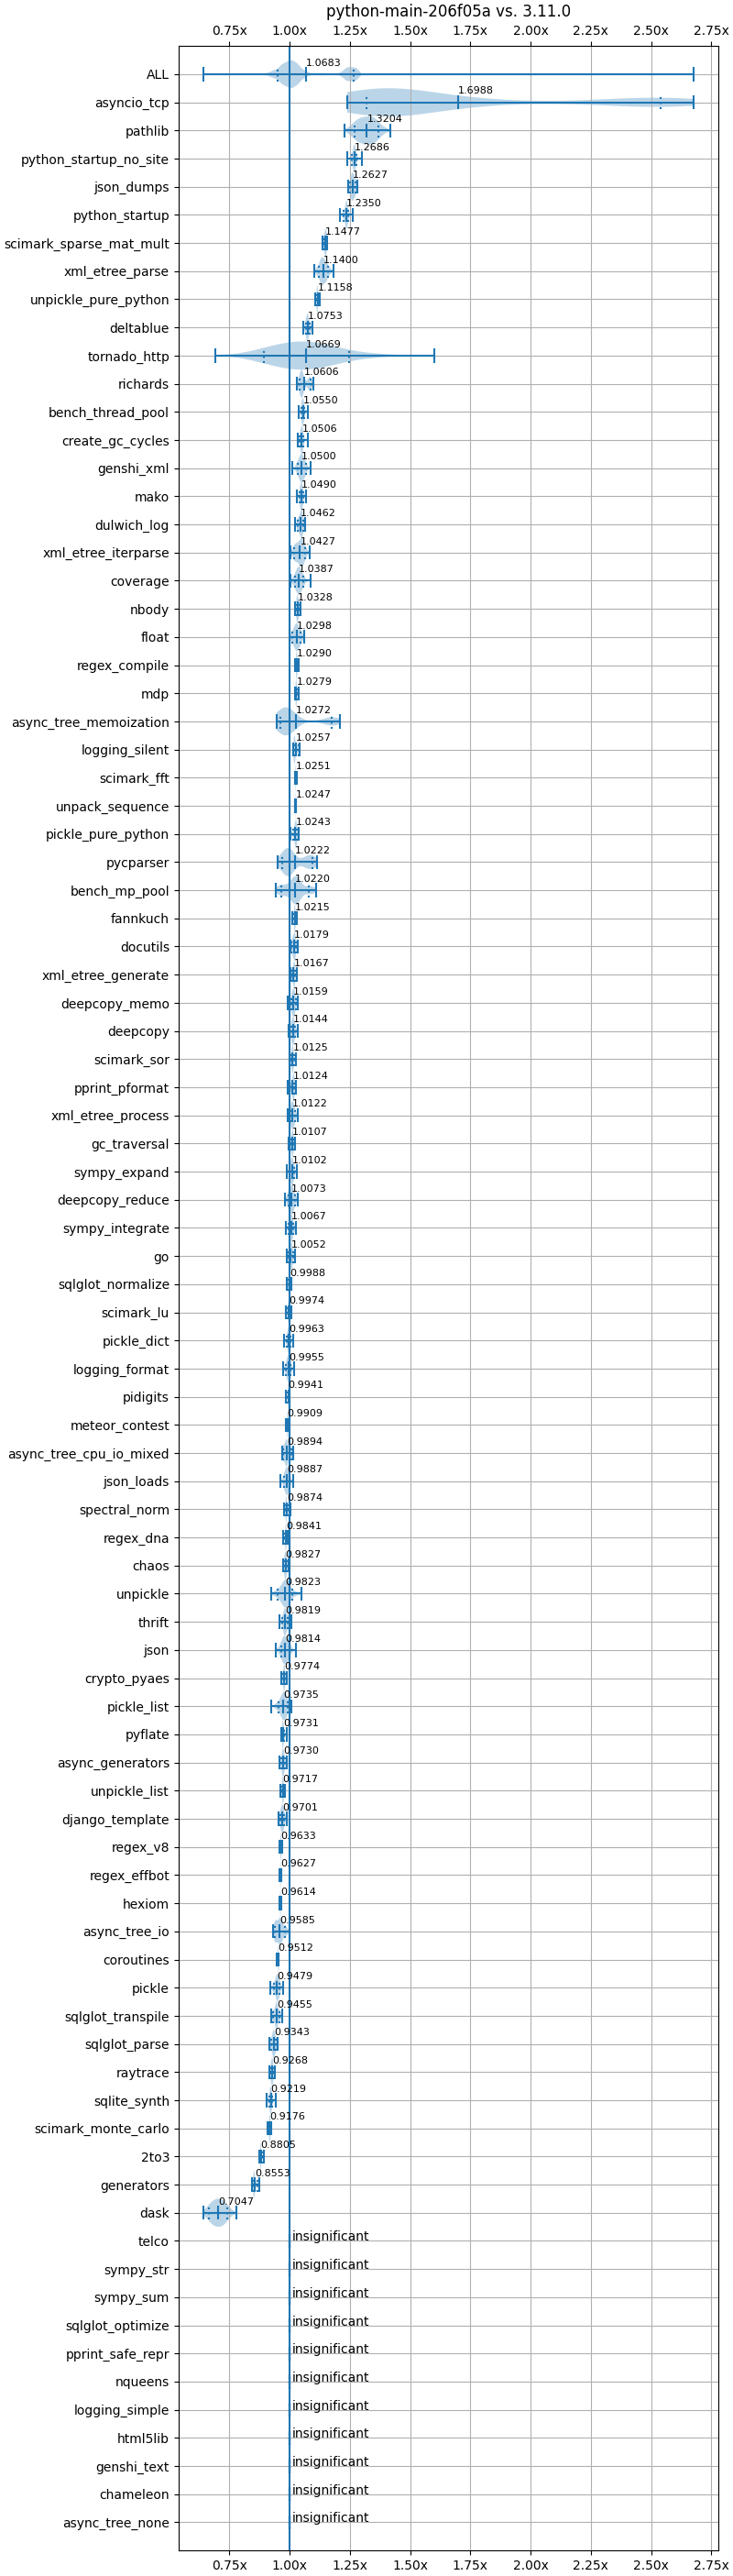 python-main-206f05a vs. 3.11.0
0.75x 1.00x 1.25x 1.50x 1.75x 2.00x 2.25x 2.50x 2.75x
ALL 1.0683
asyncio_tcp 1.6988
pathlib 1.3204
python_startup_no_site 1.2686
json_dumps 1.2627
python_startup 1.2350
scimark_sparse_mat_mult 1.1477
xml_etree_parse 1.1400
unpickle_pure_python 1.1158
deltablue 1.0753
tornado_http 1.0669
richards 1.0606
bench_thread_pool 1.0550
create_gc_cycles 1.0506
genshi_xml 1.0500
mako 1.0490
dulwich_log 1.0462
xml_etree_iterparse 1.0427
coverage 1.0387
nbody 1.0328
float 1.0298
regex_compile 1.0290
mdp 1.0279
async_tree_memoization 1.0272
logging_silent 1.0257
scimark_fft 1.0251
unpack_sequence 1.0247
pickle_pure_python 1.0243
pycparser 1.0222
bench_mp_pool 1.0220
fannkuch 1.0215
docutils 1.0179
xml_etree_generate 1.0167
deepcopy_memo 1.0159
deepcopy 1.0144
scimark_sor 1.0125
pprint_pformat 1.0124
xml_etree_process 1.0122
gc_traversal 1.0107
sympy_expand 1.0102
deepcopy_reduce 1.0073
sympy_integrate 1.0067
go 1.0052
sqlglot_normalize 0.9988
scimark_lu 0.9974
pickle_dict 0.9963
logging_format 0.9955
pidigits 0.9941
meteor_contest 0.9909
async_tree_cpu_io_mixed 0.9894
json_loads 0.9887
spectral_norm 0.9874
regex_dna 0.9841
chaos 0.9827
unpickle 0.9823
thrift 0.9819
json 0.9814
crypto_pyaes 0.9774
pickle_list 0.9735
pyflate 0.9731
async_generators 0.9730
unpickle_list 0.9717
django_template 0.9701
regex_v8 0.9633
regex_effbot 0.9627
hexiom 0.9614
async_tree_io 0.9585
coroutines 0.9512
pickle 0.9479
sqlglot_transpile 0.9455
sqlglot_parse 0.9343
raytrace 0.9268
sqlite_synth 0.9219
scimark_monte_carlo 0.9176
2to3 0.8805
generators 0.8553
dask 0.7047
telco insignificant
sympy_str insignificant
sympy_sum insignificant
sqlglot_optimize insignificant
pprint_safe_repr insignificant
nqueens insignificant
logging_simple insignificant
html5lib insignificant
genshi_text insignificant
chameleon insignificant
async_tree_none insignificant
0.75x 1.00x 1.25x 1.50x 1.75x 2.00x 2.25x 2.50x 2.75x